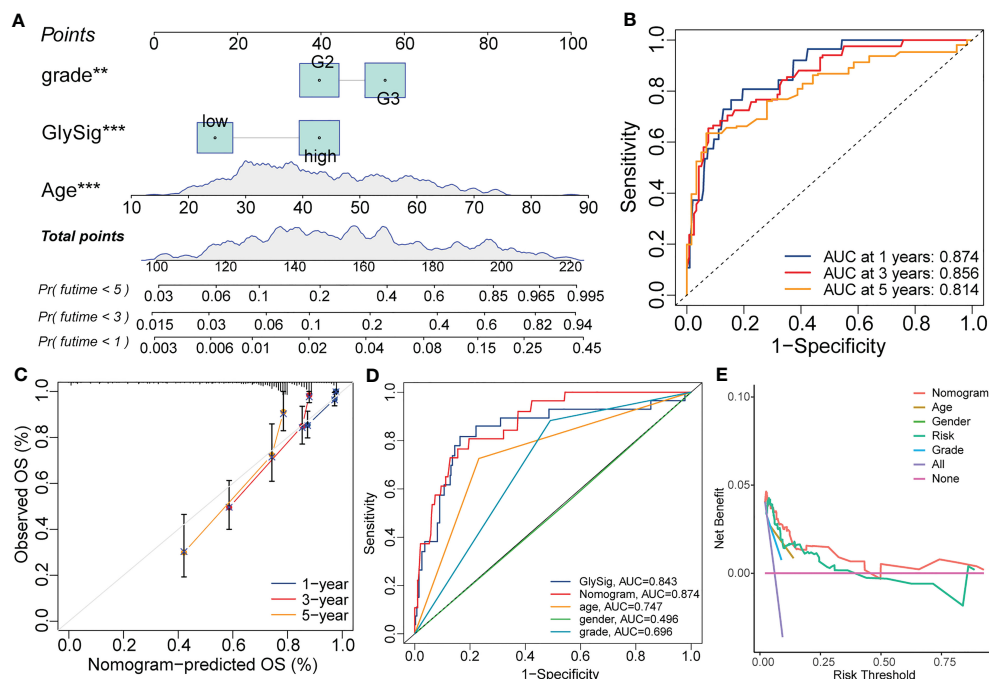 A
Points
0 20 40 60 80 100
grade**
G2
G3
GlySig***
low
high
Age***
10 20 30 40 50 60 70 80 90
Total points
100 120 140 160 180 200 224
Pr( futime < 5 )
0.03 0.06 0.1 0.2 0.4 0.6 0.85 0.965 0.995
Pr( futime < 3 )
0.015 0.03 0.06 0.1 0.2 0.4 0.6 0.82 0.94
Pr( futime < 1 )
0.003 0.006 0.01 0.02 0.04 0.08 0.15 0.25 0.45
B
Sensitivity
1.0
0.8
0.6
0.4
0.2
0.0
AUC at 1 years: 0.874
AUC at 3 years: 0.856
AUC at 5 years: 0.814
0.0 0.2 0.4 0.6 0.8 1.0
1−Specificity
C
Observed OS (%)
1.0
0.8
0.6
0.4
0.2
0.0
1−year
3−year
5−year
0.0 0.2 0.4 0.6 0.8 1.0
Nomogram−predicted OS (%)
D
Sensitivity
1.0
0.8
0.6
0.4
0.2
0.0
GlySig, AUC=0.843
Nomogram, AUC=0.874
age, AUC=0.747
gender, AUC=0.496
grade, AUC=0.696
0.0 0.2 0.4 0.6 0.8 1.0
1−Specificity
E
Nomogram
Age
Gender
Risk
Grade
All
None
Net Benefit
0.05
0.00
0.00 0.25 0.50 0.75
Risk Threshold